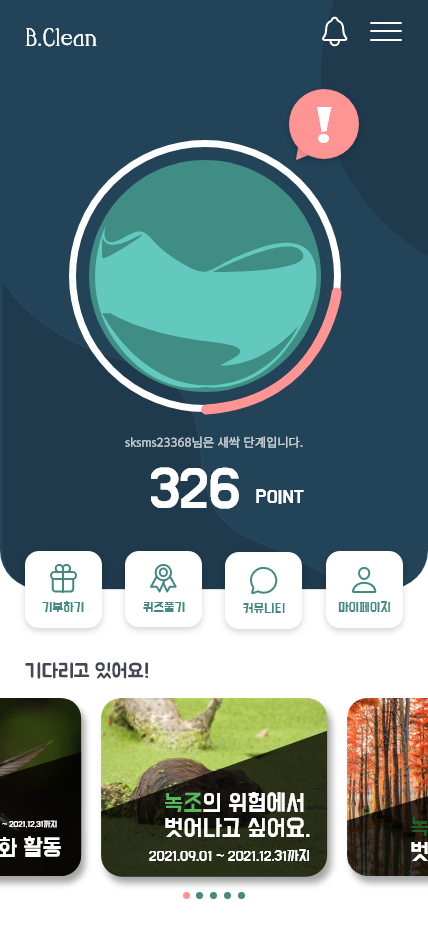 B.Clean
!
sksms23368님은 새싹 단계입니다.
326 POINT
기부하기
퀴즈풀기
커뮤니티
마이페이지
기다리고 있어요!
~ 2021.12.31까지
화 활동
녹조의 위험에서
벗어나고 싶어요.
2021.09.01 ~ 2021.12.31까지
녹
벗